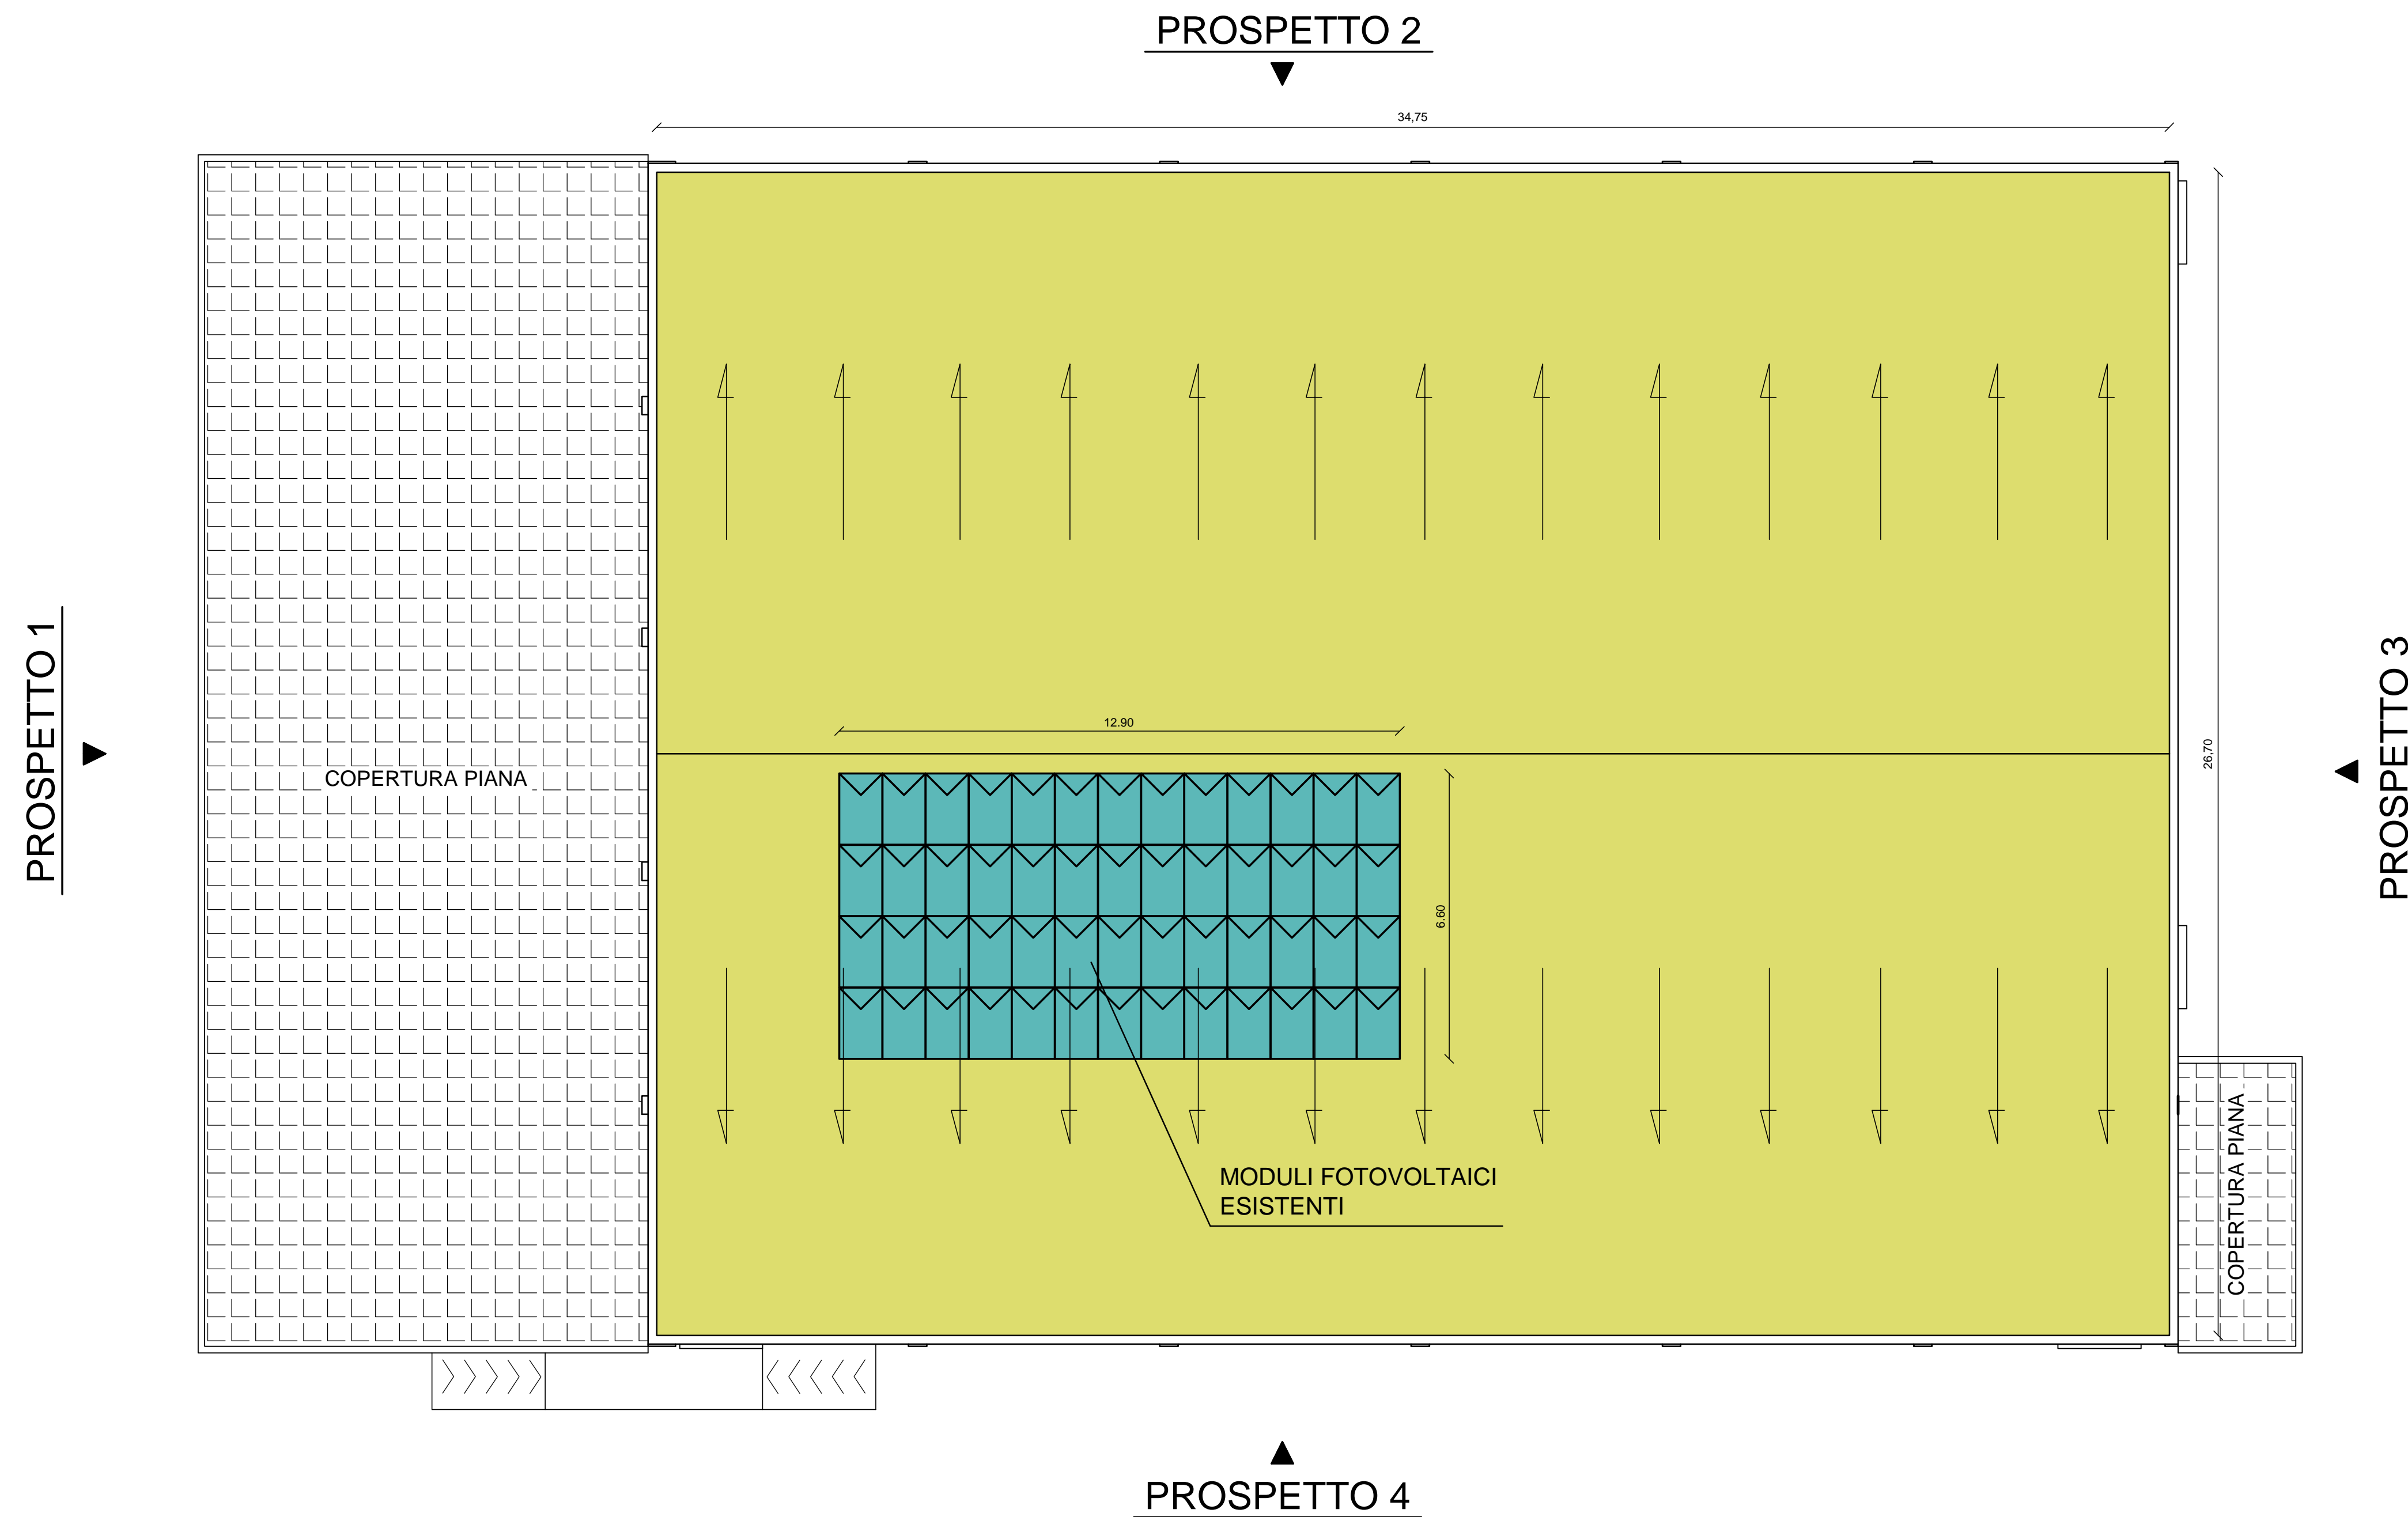 PROSPETTO 2
34,75
PROSPETTO 1
COPERTURA PIANA
12.90
6.60
26,70
PROSPETTO 3
MODULI FOTOVOLTAICI
ESISTENTI
COPERTURA PIANA
PROSPETTO 4